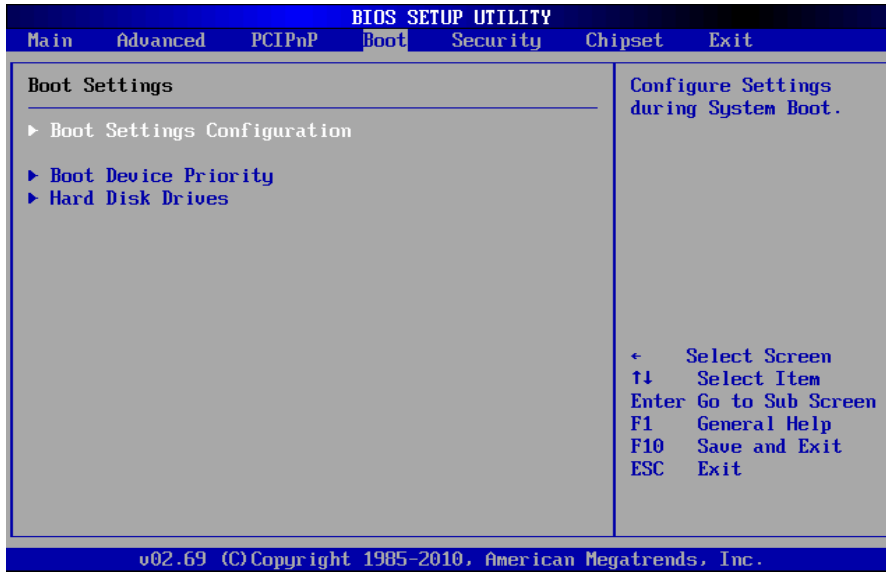 BIOS SETUP UTILITY
Main Advanced PCIPnP Boot Security Chipset Exit
Boot Settings
▶ Boot Settings Configuration
▶ Boot Device Priority
▶ Hard Disk Drives
Configure Settings
during System Boot.
← Select Screen
↑↓ Select Item
Enter Go to Sub Screen
F1 General Help
F10 Save and Exit
ESC Exit
v02.69 (C)Copyright 1985-2010, American Megatrends, Inc.